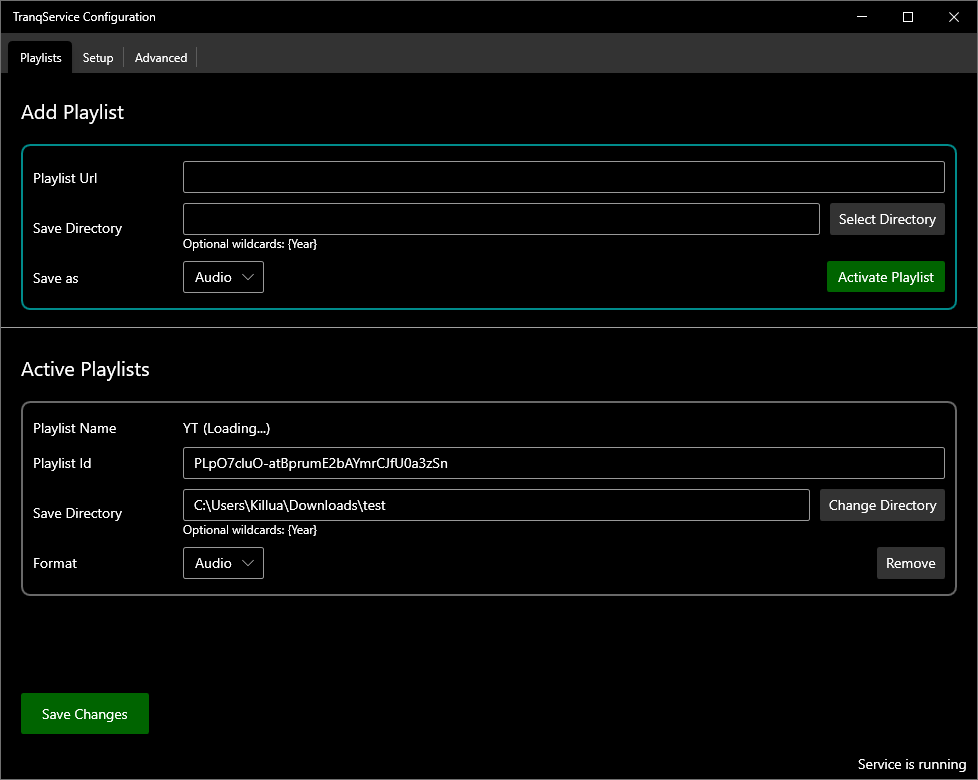 TranqService Configuration
Playlists Setup Advanced
Add Playlist
Playlist Url
Save Directory
Select Directory
Optional wildcards: {Year}
Save as
Audio
Activate Playlist
Active Playlists
Playlist Name
YT (Loading...)
Playlist Id
PLpO7cluO-atBprumE2bAYmrCJfU0a3zSn
Save Directory
C:\Users\Killua\Downloads\test
Change Directory
Optional wildcards: {Year}
Format
Audio
Remove
Save Changes
Service is running